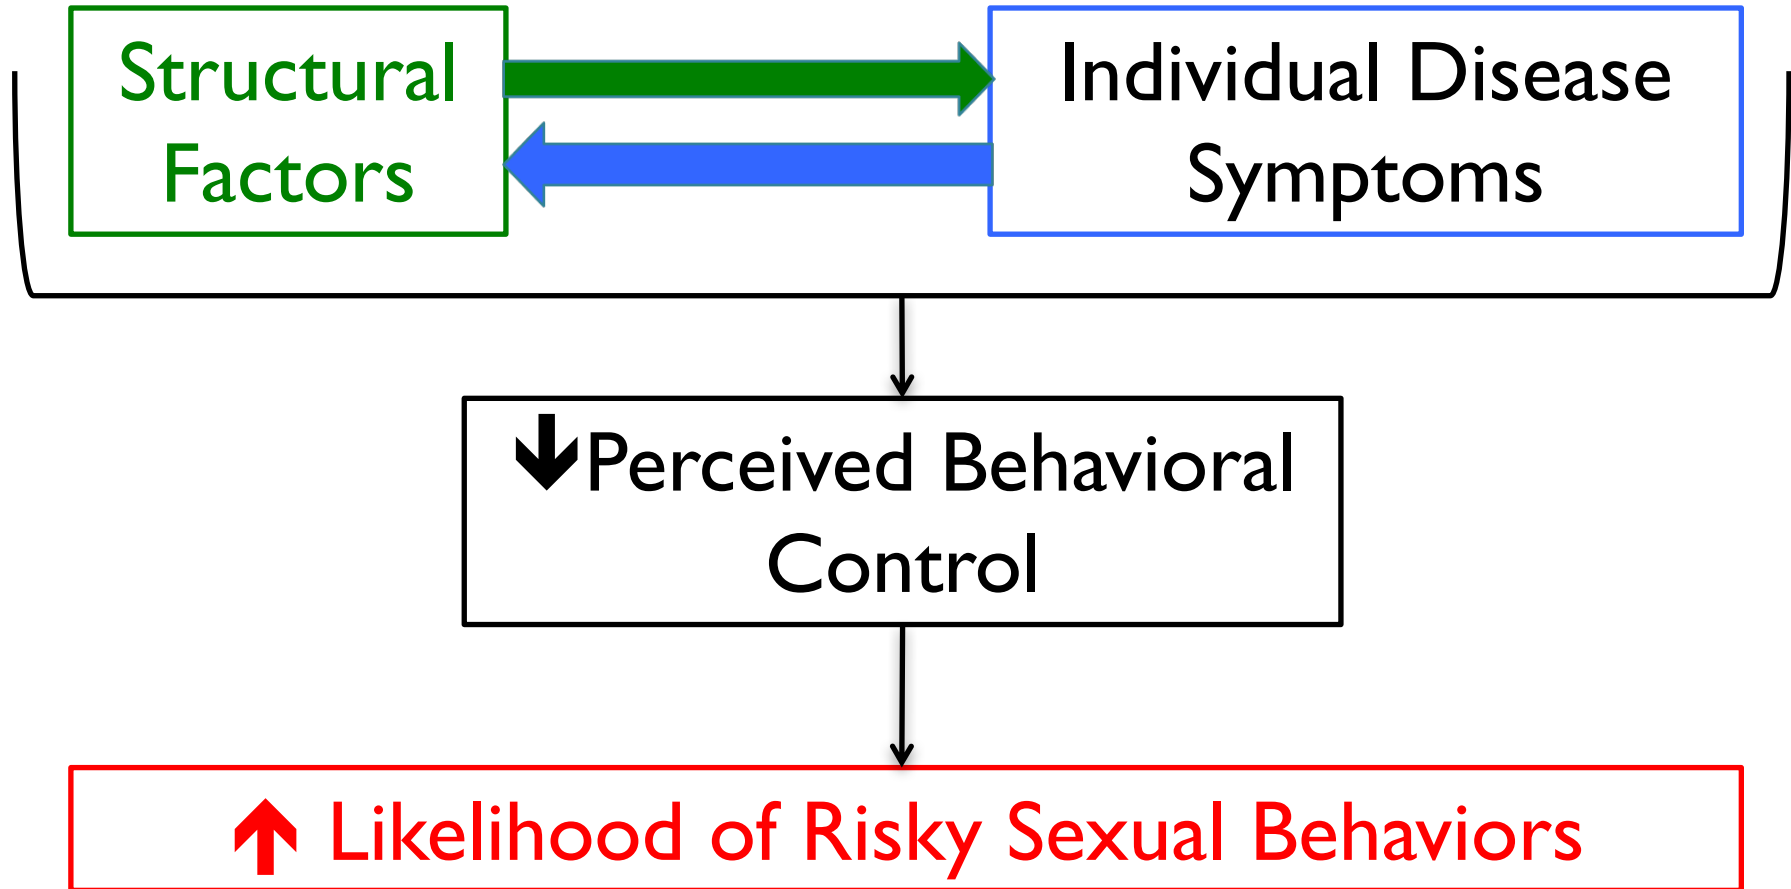 Structural
Factors
Individual Disease
Symptoms
↓Perceived Behavioral
Control
↑ Likelihood of Risky Sexual Behaviors